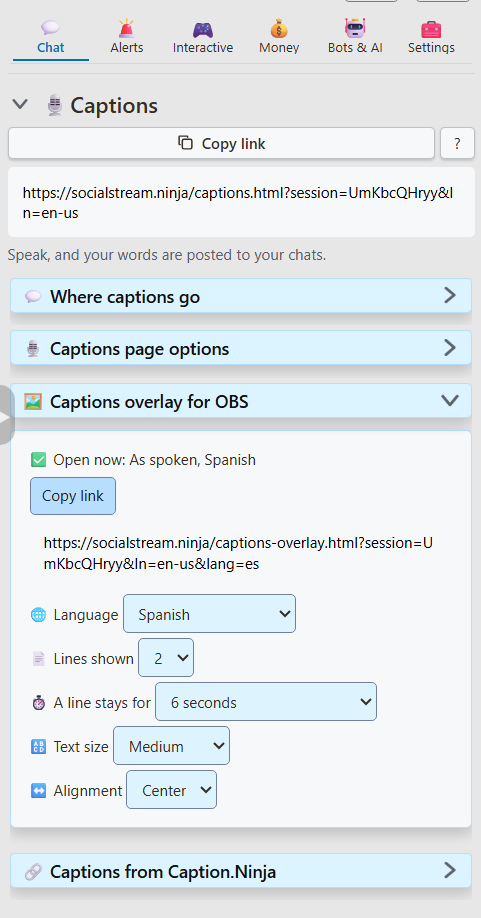 Chat
Alerts
Interactive
Money
Bots & AI
Settings
Captions
Copy link
?
https://socialstream.ninja/captions.html?session=UmKbcQHryy&l
n=en-us
Speak, and your words are posted to your chats.
Where captions go
Captions page options
Captions overlay for OBS
Open now: As spoken, Spanish
Copy link
https://socialstream.ninja/captions-overlay.html?session=U
mKbcQHryy&ln=en-us&lang=es
Language Spanish
Lines shown 2
A line stays for 6 seconds
Text size Medium
Alignment Center
Captions from Caption.Ninja